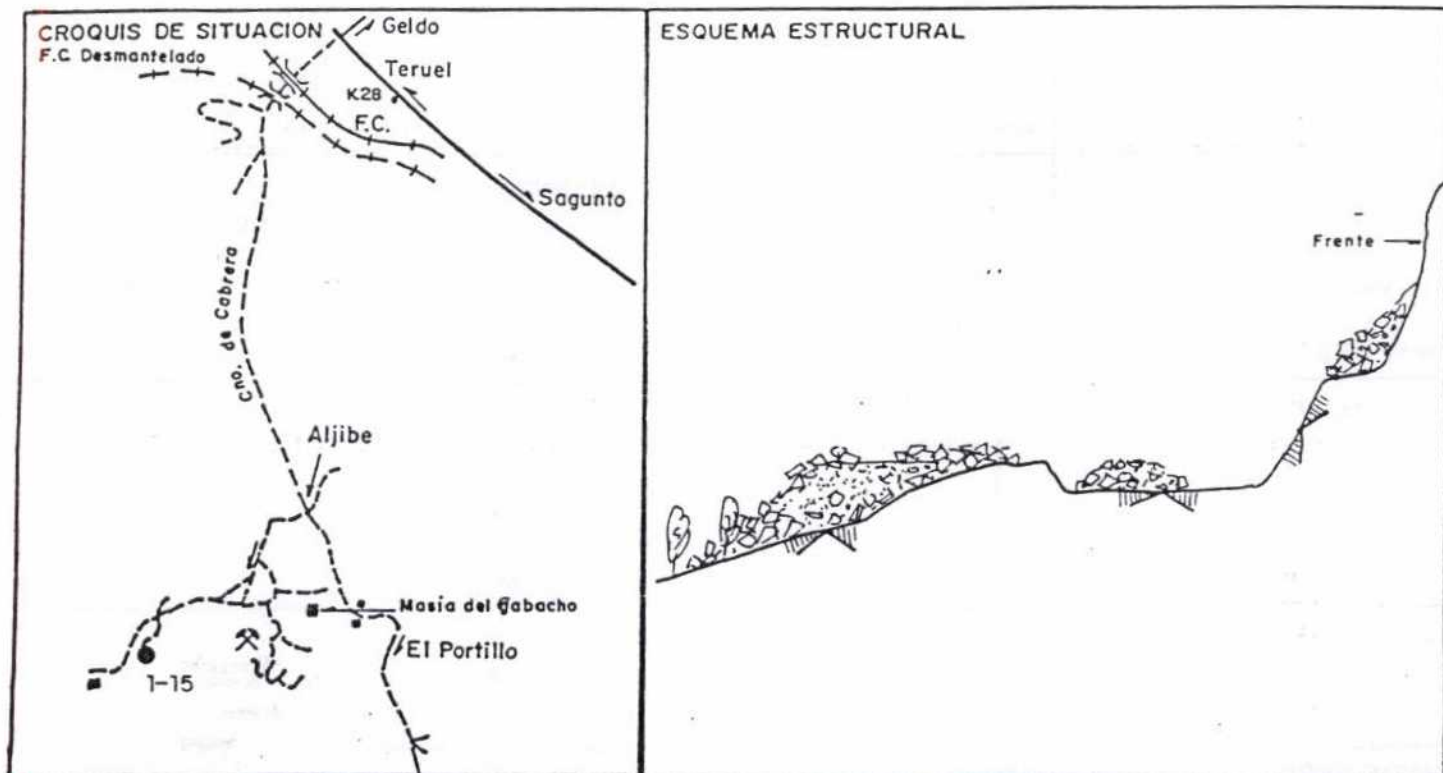 CROQUIS DE SITUACION
F.C. Desmantelado
Geldo
Teruel
K28
F.C.
Sagunto
Cno. de Cabrera
Aljibe
Masía del Gabacho
El Portillo
1-15
ESQUEMA ESTRUCTURAL
Frente